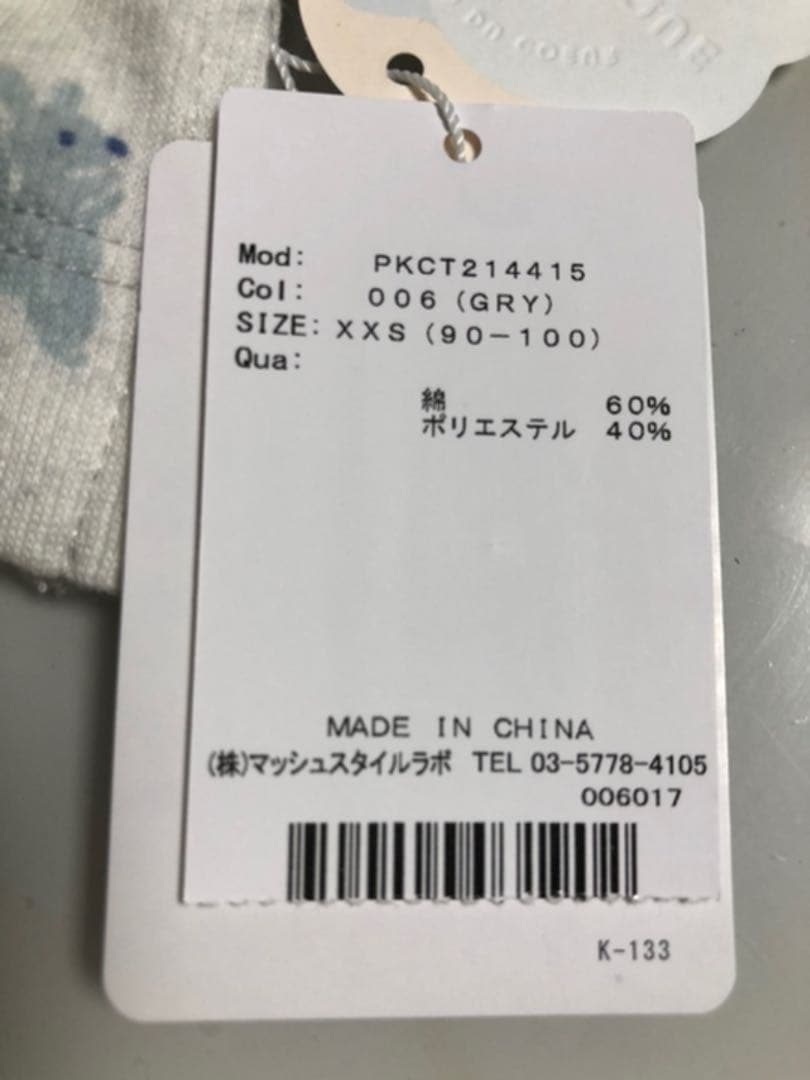 DU COEUR
Mod: PKCT214415
Col: 006(GRY)
SIZE: XXS(90-100)
Qua:
綿 60%
ポリエステル 40%
MADE IN CHINA
(株)マッシュスタイルラボ TEL 03-5778-4105
006017
K-133